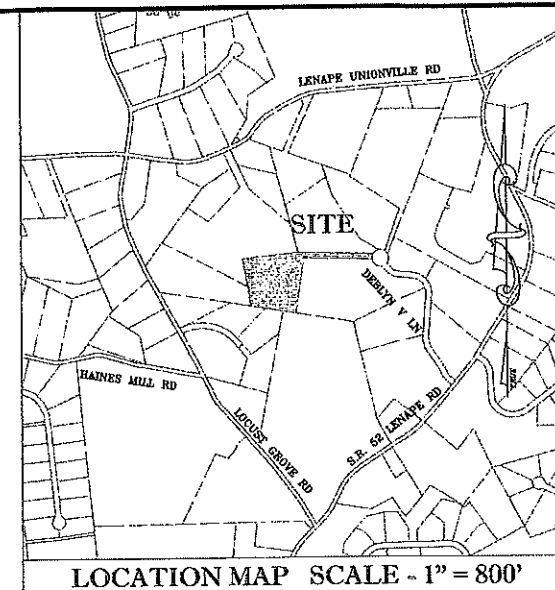 LENAPE UNIONVILLE RD
SITE
DEBLYN V LN
HAINES MILL RD
LOCUST GROVE RD
S.R. 52 LENAPE RD
LOCATION MAP SCALE - 1" = 800'